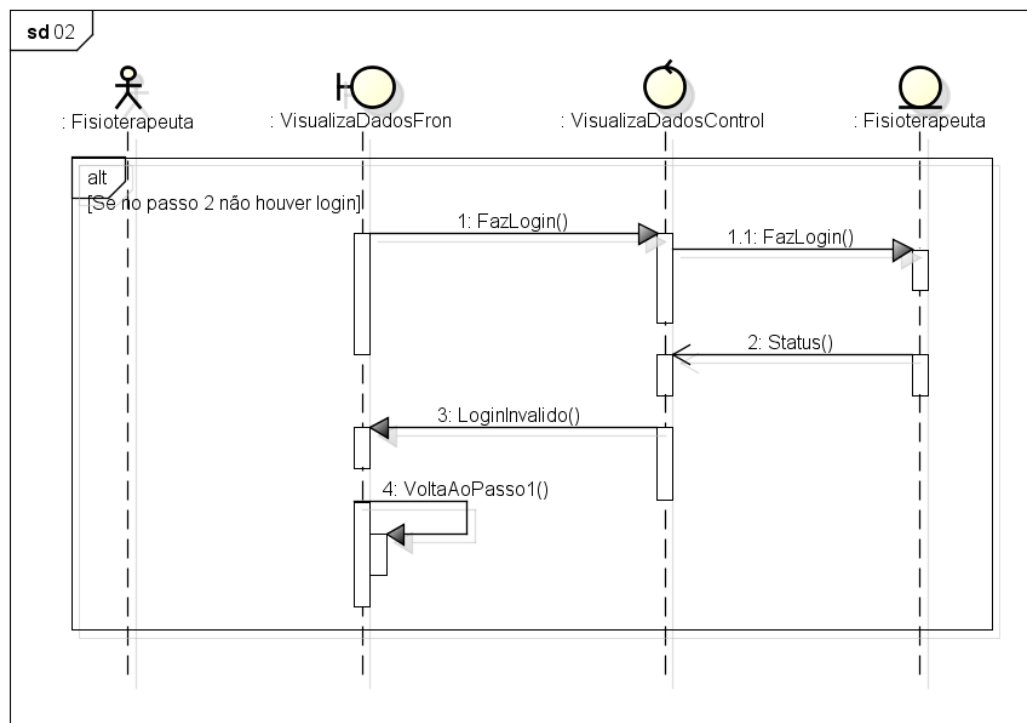 sd 02
: Fisioterapeuta
: VisualizaDadosFron
: VisualizaDadosControl
: Fisioterapeuta
alt
[Se no passo 2 não houver login]
1: FazLogin()
1.1: FazLogin()
2: Status()
3: LoginInvalido()
4: VoltaAoPasso1()